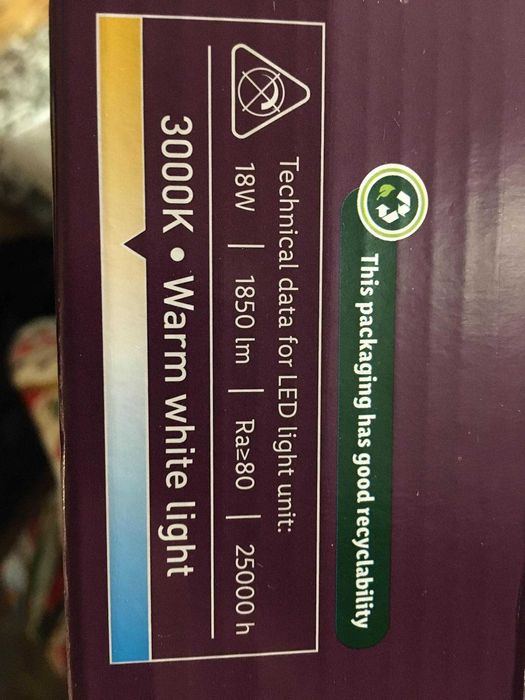 This packaging has good recyclability
Technical data for LED light unit:
18W | 1850 lm | Ra≥80 | 25000 h
3000K • Warm white light